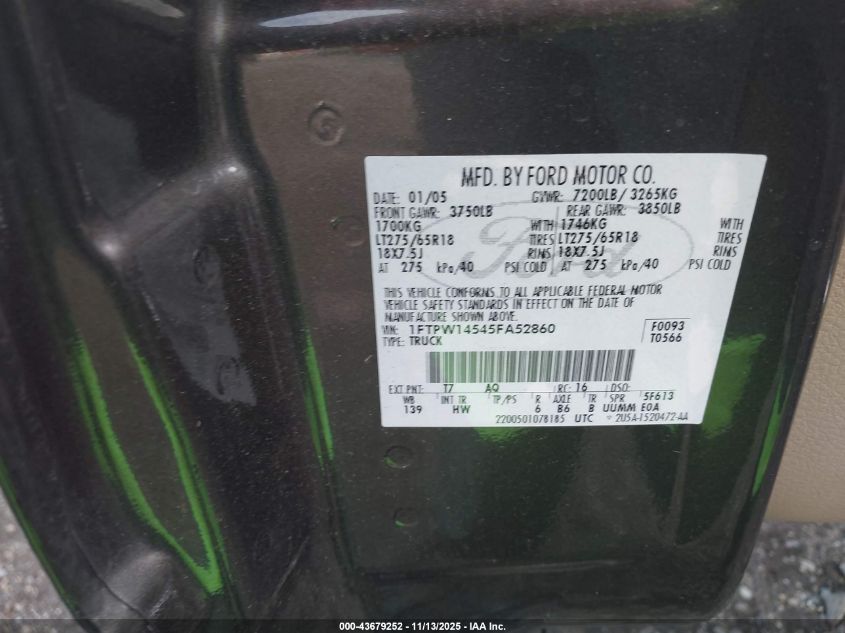 MFD. BY FORD MOTOR CO.
DATE: 01/05 GVWR: 7200LB / 3265KG
FRONT GAWR: 3750LB REAR GAWR: 3850LB
1700KG WITH 1746KG WITH
LT275/65R18 TIRES LT275/65R18 TIRES
18X7.5J RIMS 18X7.5J RIMS
AT 275 kPa/40 PSI COLD AT 275 kPa/40 PSI COLD
THIS VEHICLE CONFORMS TO ALL APPLICABLE FEDERAL MOTOR
VEHICLE SAFETY STANDARDS IN EFFECT ON THE DATE OF
MANUFACTURE SHOWN ABOVE.
VIN: 1FTPW14545FA52860 F0093
TYPE: TRUCK T0566
EXT PNT: T7 AQ RC: 16 DSO:
WB INT TR TP/PS R AXLE TR SPR 5F613
139 HW 6 B6 B UUMM E0A
2200501078185 UTC 2U5A-1520472-AA
000-43679252 - 11/13/2025 - IAA Inc.